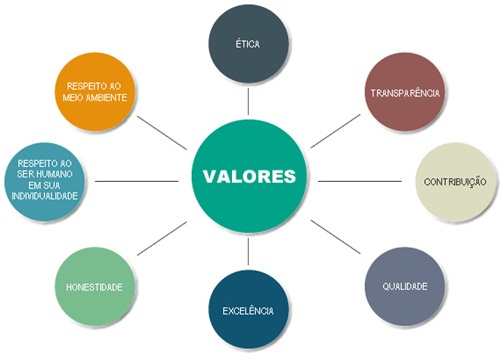 ÉTICA
RESPEITO AO
MEIO AMBIENTE
TRANSPARÊNCIA
RESPEITO AO
SER HUMANO
EM SUA
INDIVIDUALIDADE
VALORES
CONTRIBUIÇÃO
HONESTIDADE
QUALIDADE
EXCELÊNCIA